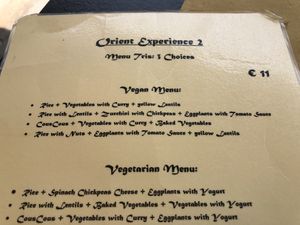 Orient Experience 2
Menu Tris: 3 Choices
€ 11
Vegan Menu:
• Rice + Vegetables with Curry + yellow Lentils
• Rice with Lentils + Zucchini with Chickpeas + Eggplants with Tomato Sauce
• CousCous + Vegetables with Curry + Baked Vegetables
• Rice with Nuts + Eggplants with Tomato Sauce + yellow Lentils
Vegetarian Menu:
• Rice + Spinach Chickpeas Cheese + Eggplants with Yogurt
• Rice with Lentils + Baked Vegetables + Vegetables with Yogurt
• CousCous + Vegetables with Curry + Eggplants with Yogurt